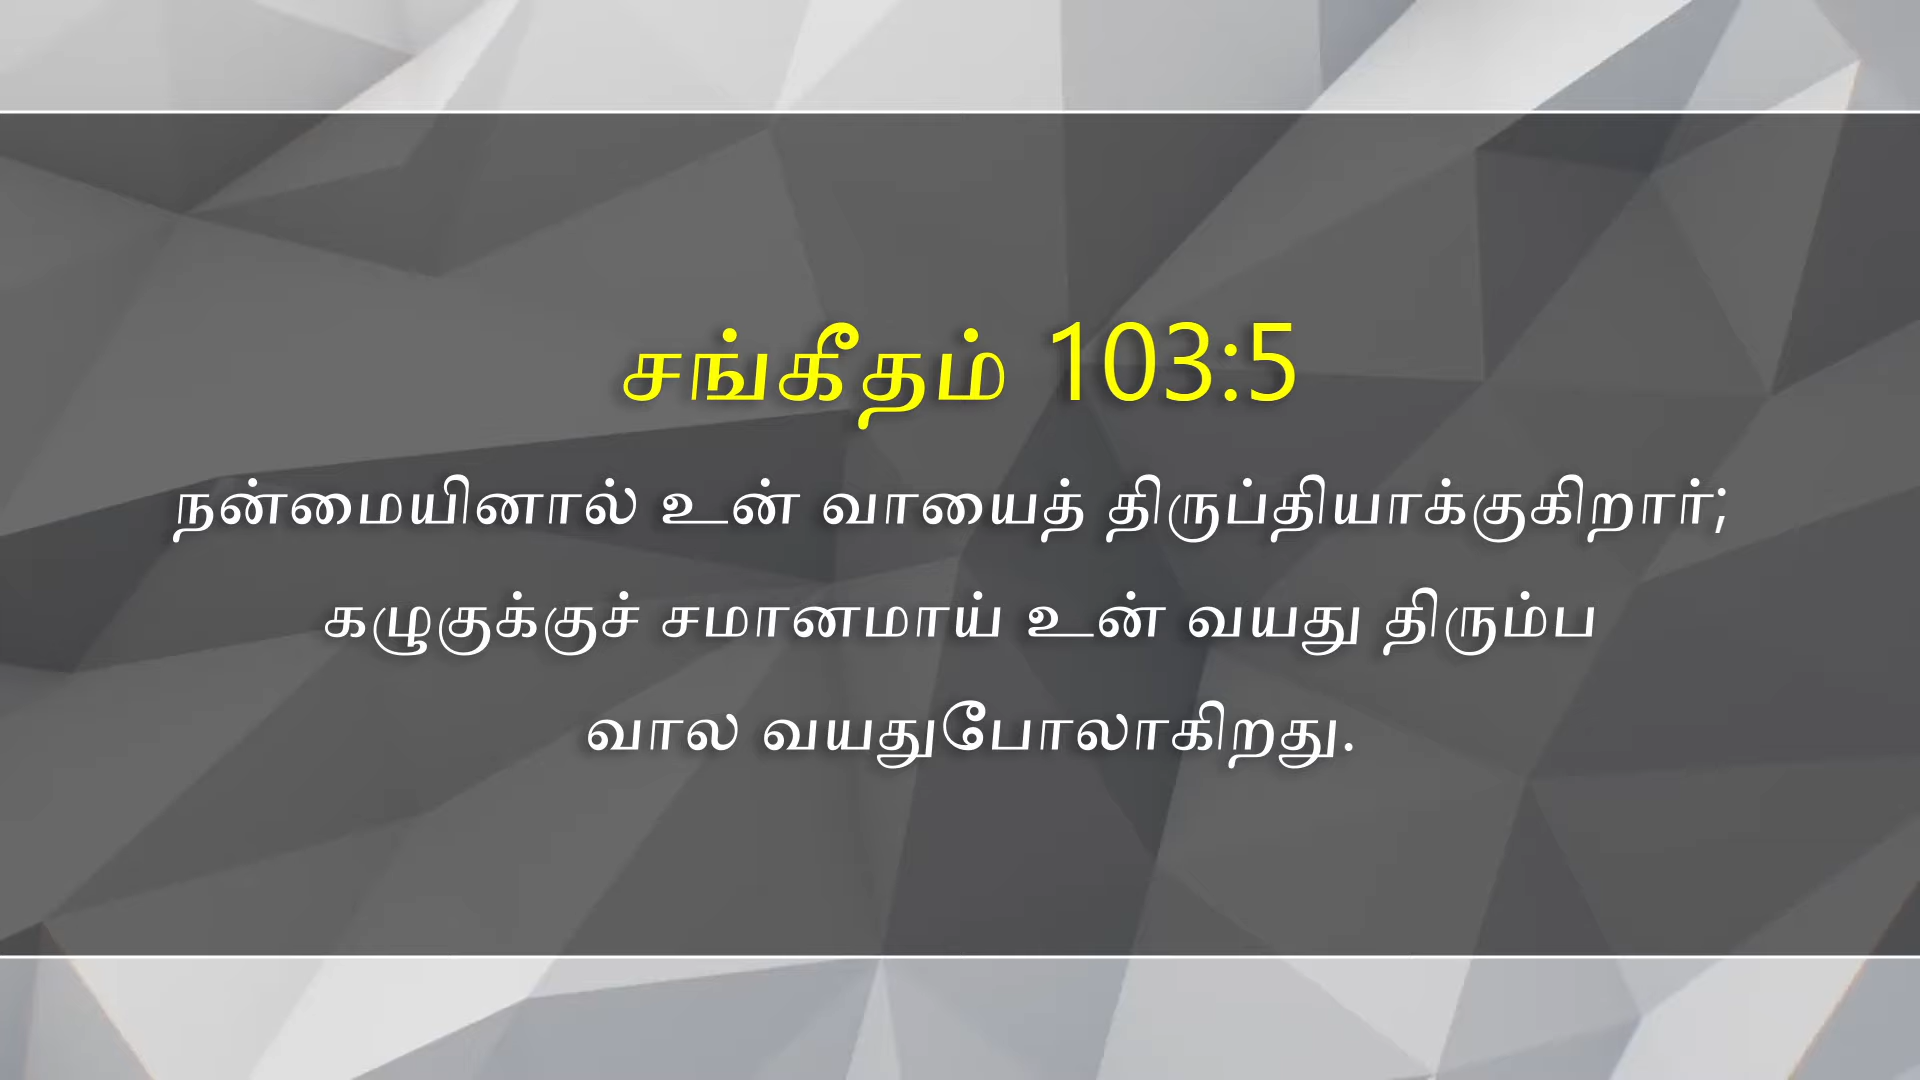 சங்கீதம் 103:5
நன்மையினால் உன் வாயைத் திருப்தியாக்குகிறார்;
கழுகுக்குச் சமானமாய் உன் வயது திரும்ப
வால வயதுபோலாகிறது.